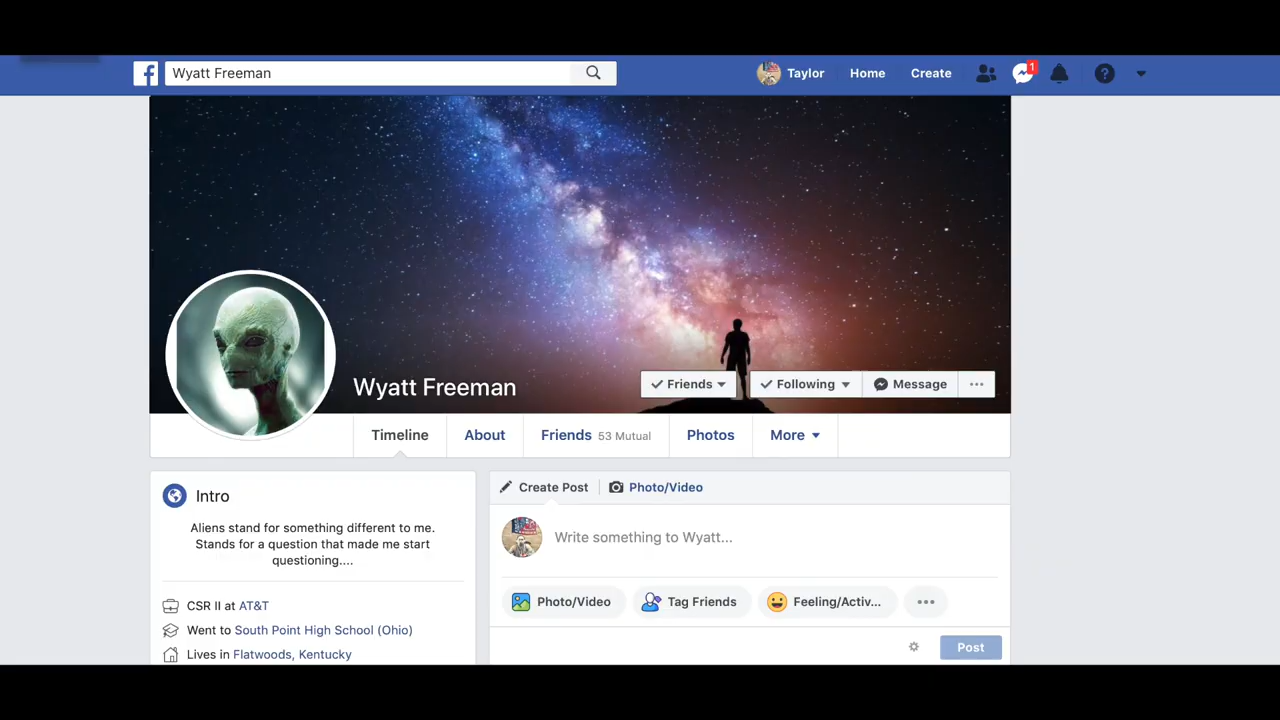 Wyatt Freeman
Taylor Home Create 1
Wyatt Freeman
Friends Following Message
Timeline About Friends 53 Mutual Photos More
Intro
Aliens stand for something different to me.
Stands for a question that made me start
questioning....
CSR II at AT&T
Went to South Point High School (Ohio)
Lives in Flatwoods, Kentucky
Create Post Photo/Video
Write something to Wyatt...
Photo/Video Tag Friends Feeling/Activ...
Post